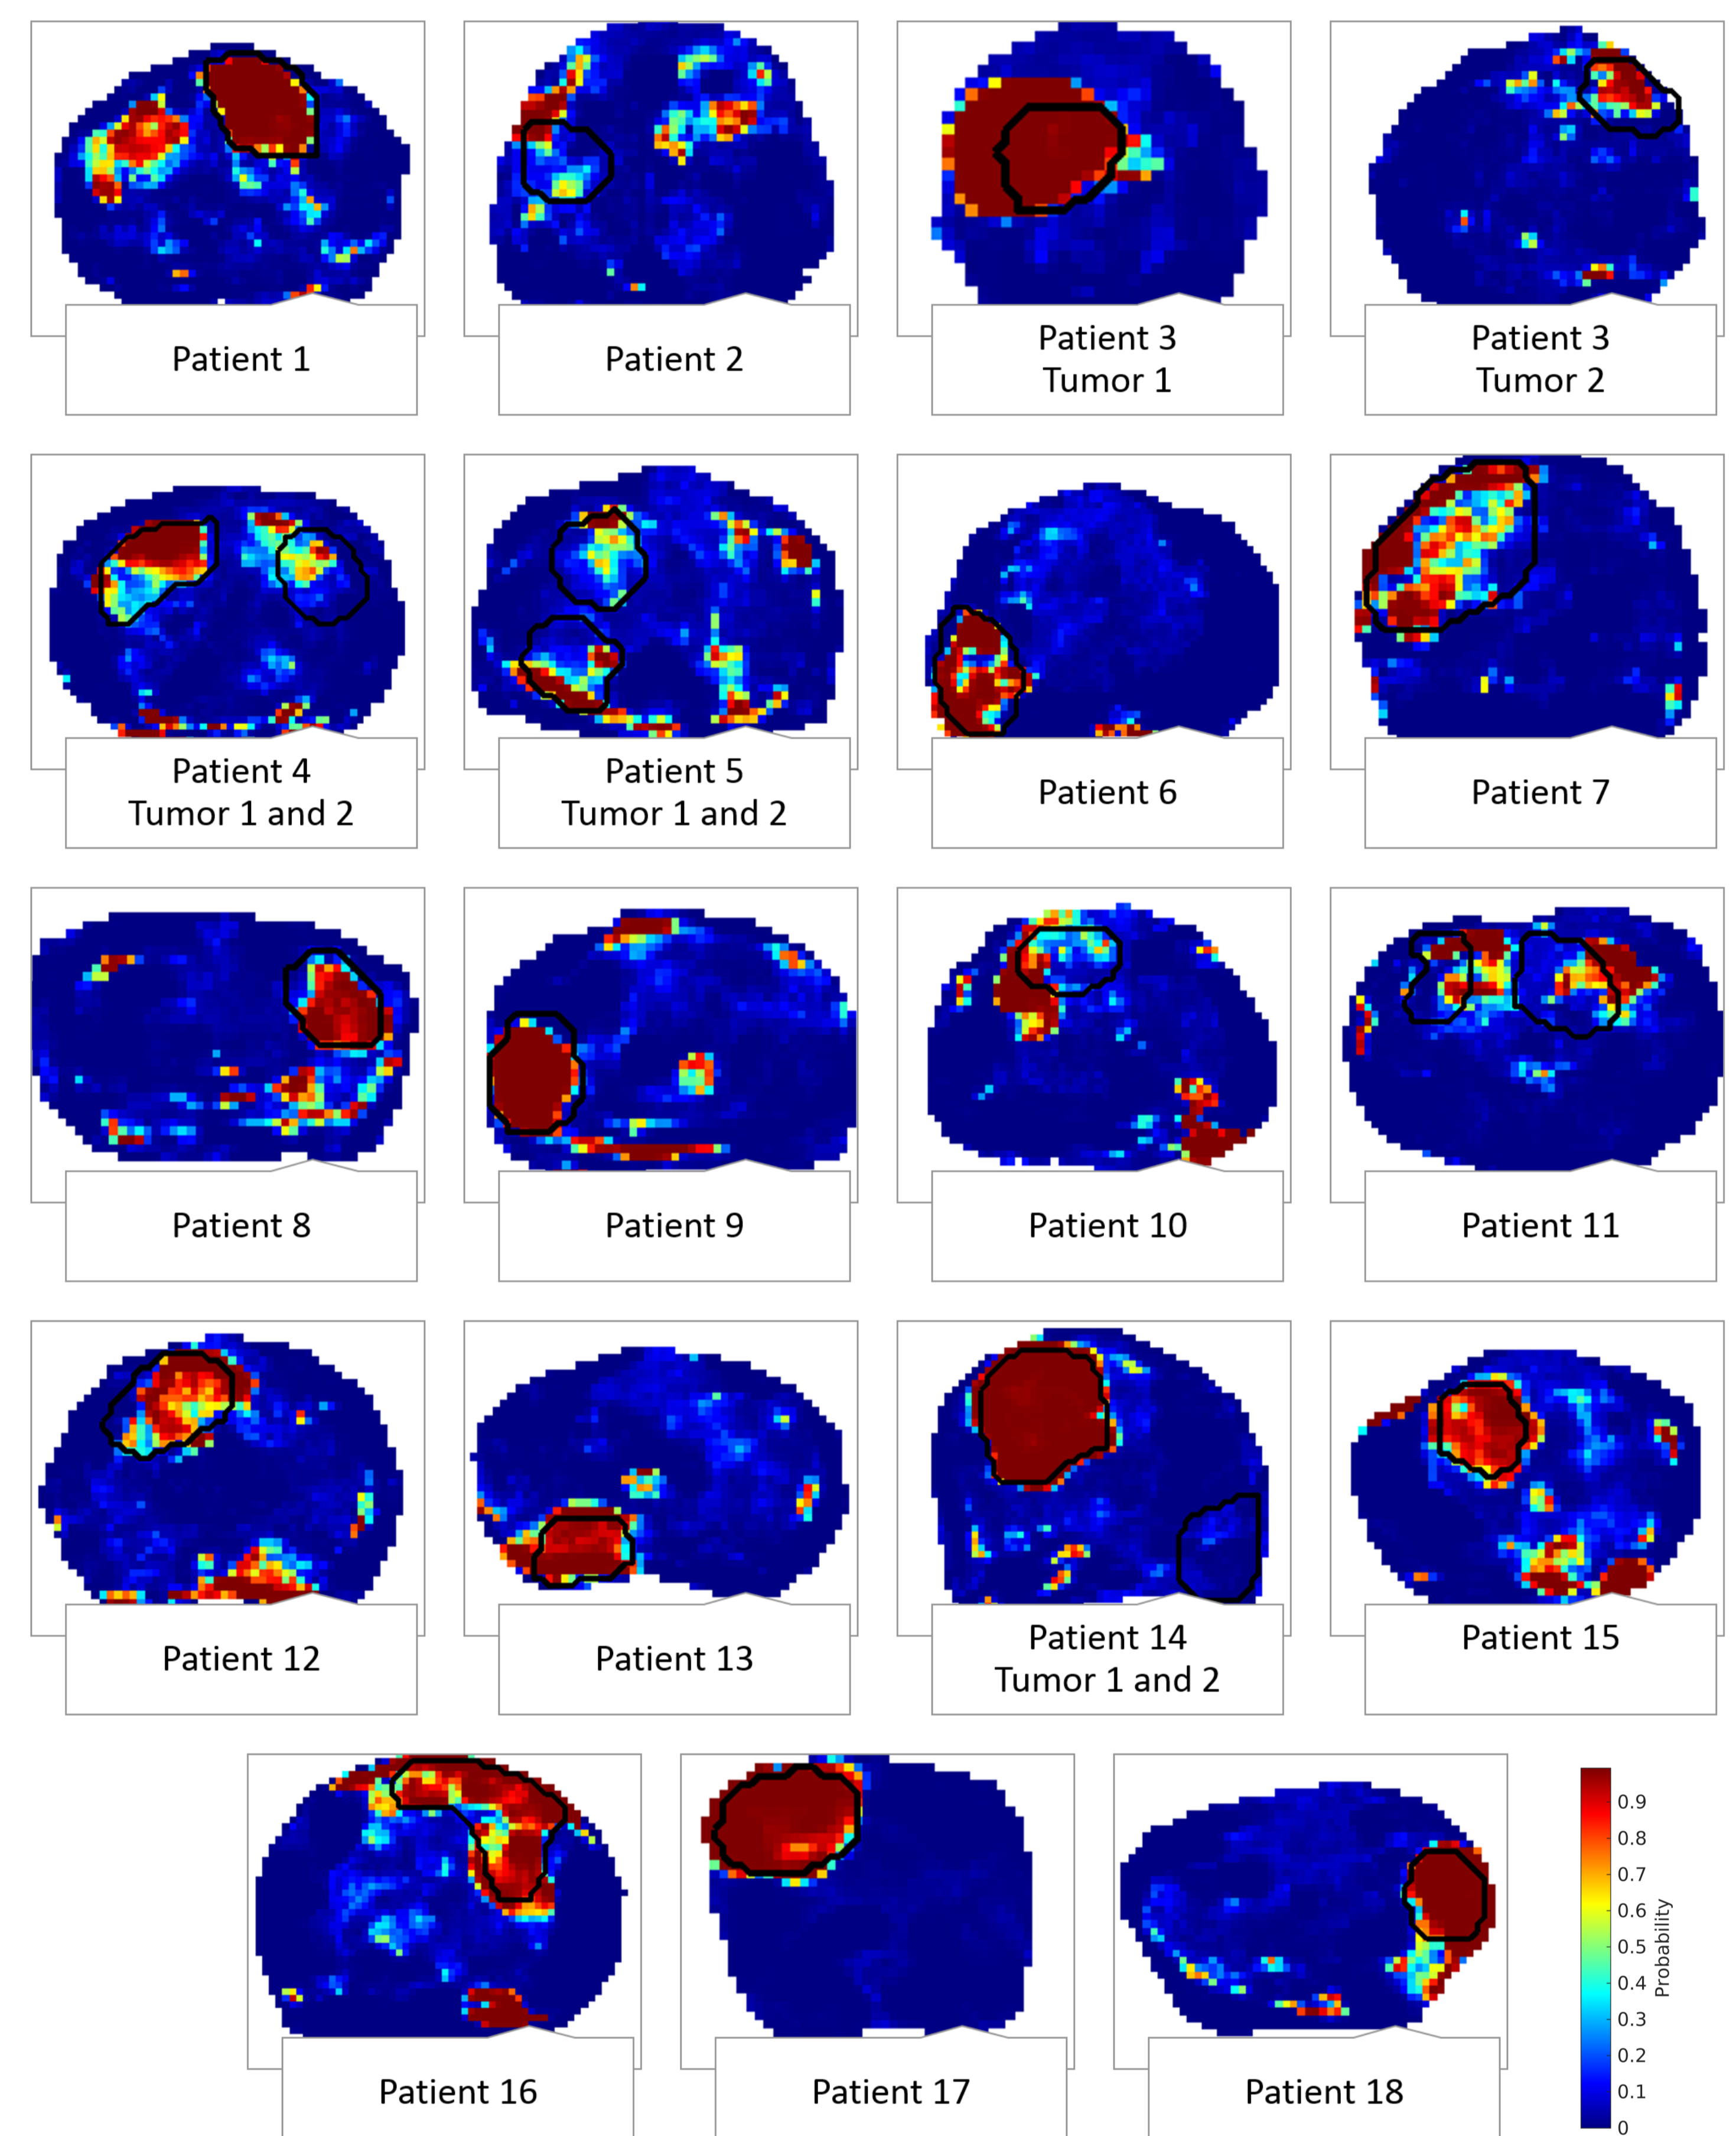 Patient 1
Patient 2
Patient 3
Tumor 1
Patient 3
Tumor 2
Patient 4
Tumor 1 and 2
Patient 5
Tumor 1 and 2
Patient 6
Patient 7
Patient 8
Patient 9
Patient 10
Patient 11
Patient 12
Patient 13
Patient 14
Tumor 1 and 2
Patient 15
Patient 16
Patient 17
Patient 18
0.9
0.8
0.7
0.6
0.5
0.4
0.3
0.2
0.1
0
Probability